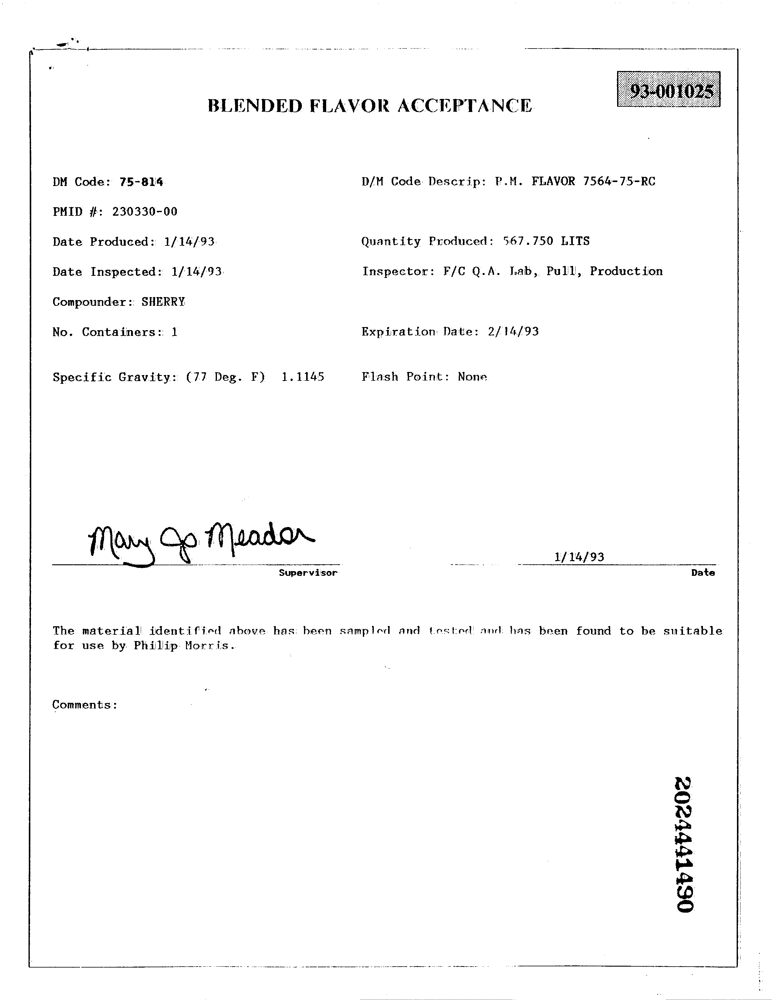 93-001025
BLENDED FLAVOR ACCEPTANCE
DM Code: 75-814 D/M Code Descrip: P.M. FLAVOR 7564-75-RC
PMID #: 230330-00
Date Produced: 1/14/93 Quantity Produced: 567.750 LITS
Date Inspected: 1/14/93 Inspector: F/C Q.A. Lab, Pull, Production
Compounder: SHERRY
No. Containers: 1 Expiration Date: 2/14/93
Specific Gravity: (77 Deg. F) 1.1145 Flash Point: None
Mary Jo Meador 1/14/93
Supervisor Date
The material identified above has been sampled and tested and has been found to be suitable
for use by Philip Morris.
Comments:
2024441490